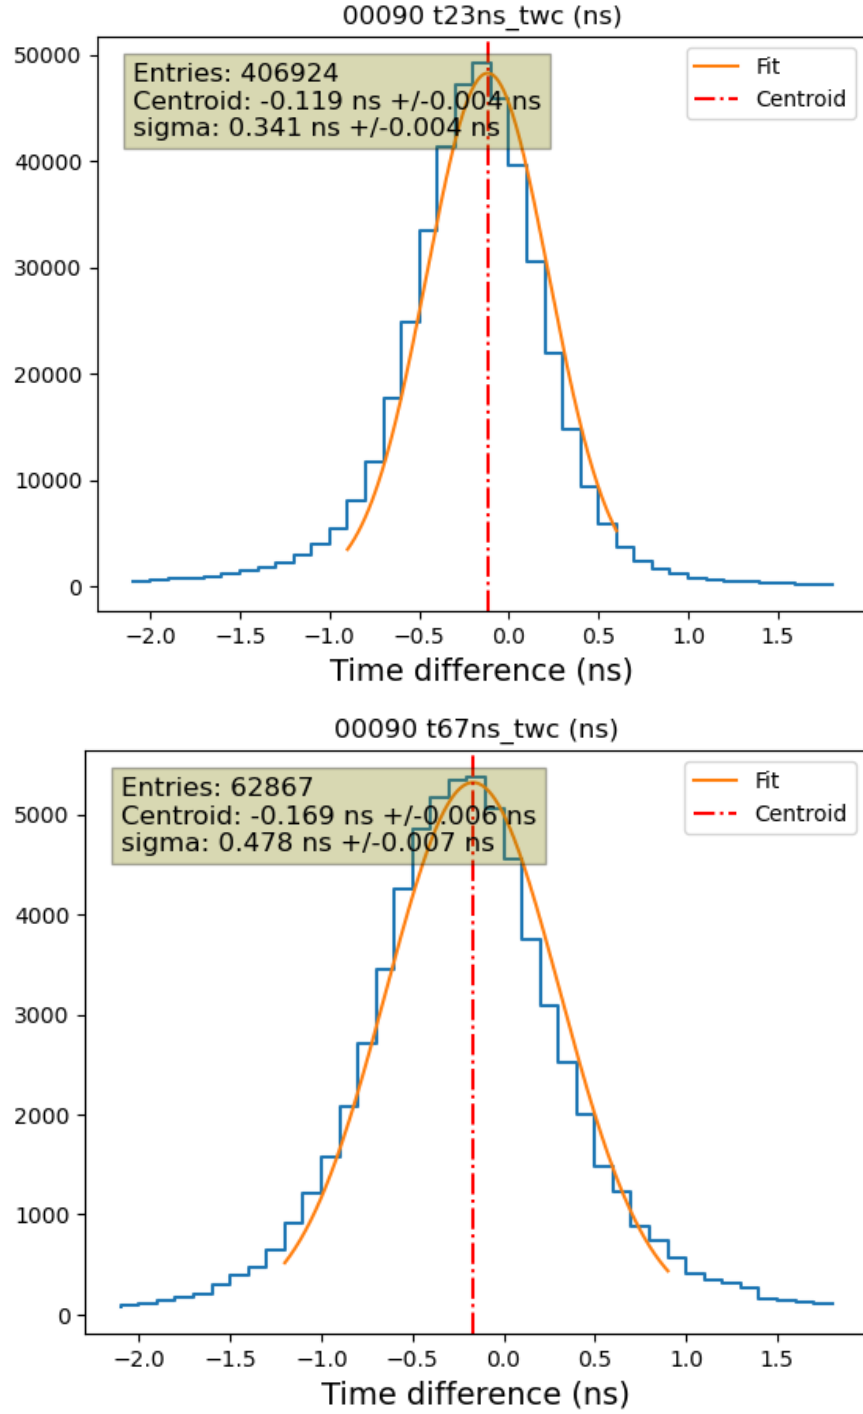 00090 t23ns_twc (ns)
Entries: 406924
Centroid: -0.119 ns +/-0.004 ns
sigma: 0.341 ns +/-0.004 ns
Fit
Centroid
50000
40000
30000
20000
10000
0
−2.0 −1.5 −1.0 −0.5 0.0 0.5 1.0 1.5
Time difference (ns)
00090 t67ns_twc (ns)
Entries: 62867
Centroid: -0.169 ns +/-0.006 ns
sigma: 0.478 ns +/-0.007 ns
Fit
Centroid
5000
4000
3000
2000
1000
0
−2.0 −1.5 −1.0 −0.5 0.0 0.5 1.0 1.5
Time difference (ns)